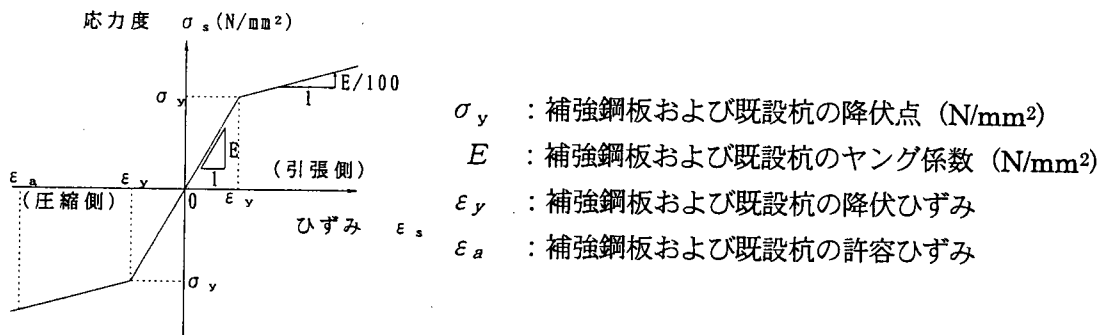 応力度 σs(N/mm²)
σy
E/100
1
E
1
(引張側)
εa
εy
(圧縮側)
0
εy
ひずみ εs
σy
σy :補強鋼板および既設杭の降伏点 (N/mm²)
E :補強鋼板および既設杭のヤング係数 (N/mm²)
εy :補強鋼板および既設杭の降伏ひずみ
εa :補強鋼板および既設杭の許容ひずみ